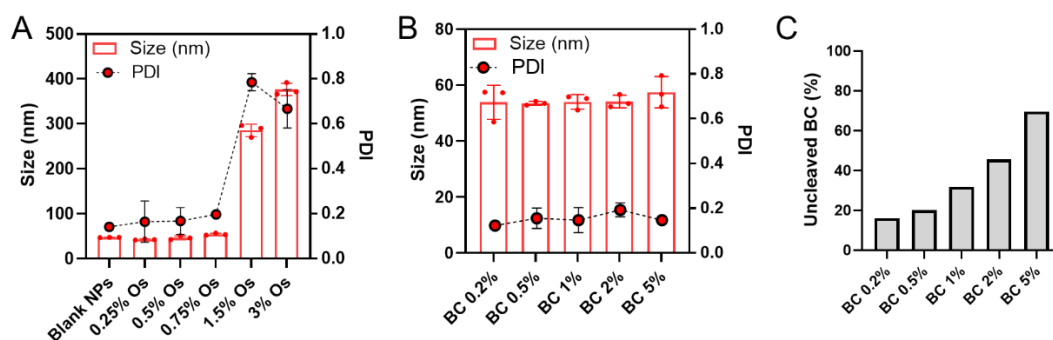 A
Size (nm)
500
400
300
200
100
0
Size (nm)
PDI
1.0
0.8
0.6
0.4
0.2
0.0
PDI
Blank NPs
0.25% Os
0.5% Os
0.75% Os
1.5% Os
3% Os
B
Size (nm)
80
60
40
20
0
Size (nm)
PDI
1.0
0.8
0.6
0.4
0.2
0.0
PDI
BC 0.2%
BC 0.5%
BC 1%
BC 2%
BC 5%
C
Uncleaved BC (%)
100
80
60
40
20
0
BC 0.2%
BC 0.5%
BC 1%
BC 2%
BC 5%